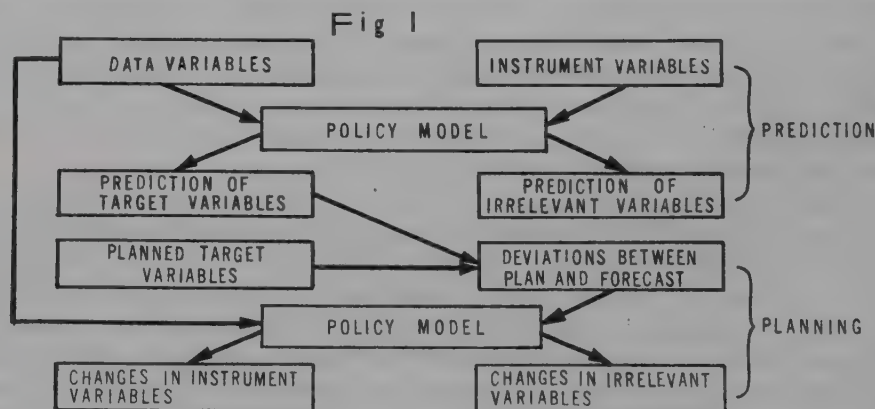 Fig 1
DATA VARIABLES
INSTRUMENT VARIABLES
POLICY MODEL
PREDICTION
PREDICTION OF
TARGET VARIABLES
PREDICTION OF
IRRELEVANT VARIABLES
PLANNED TARGET
VARIABLES
DEVIATIONS BETWEEN
PLAN AND FORECAST
POLICY MODEL
PLANNING
CHANGES IN INSTRUMENT
VARIABLES
CHANGES IN IRRELEVANT
VARIABLES